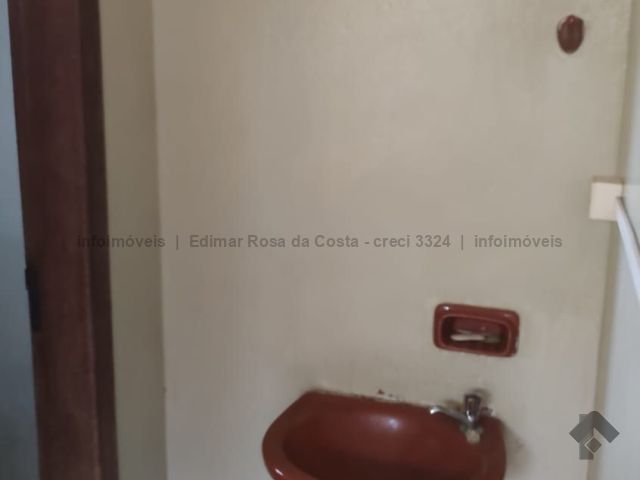 infoimóveis | Edimar Rosa da Costa - creci 3324 | infoimóveis